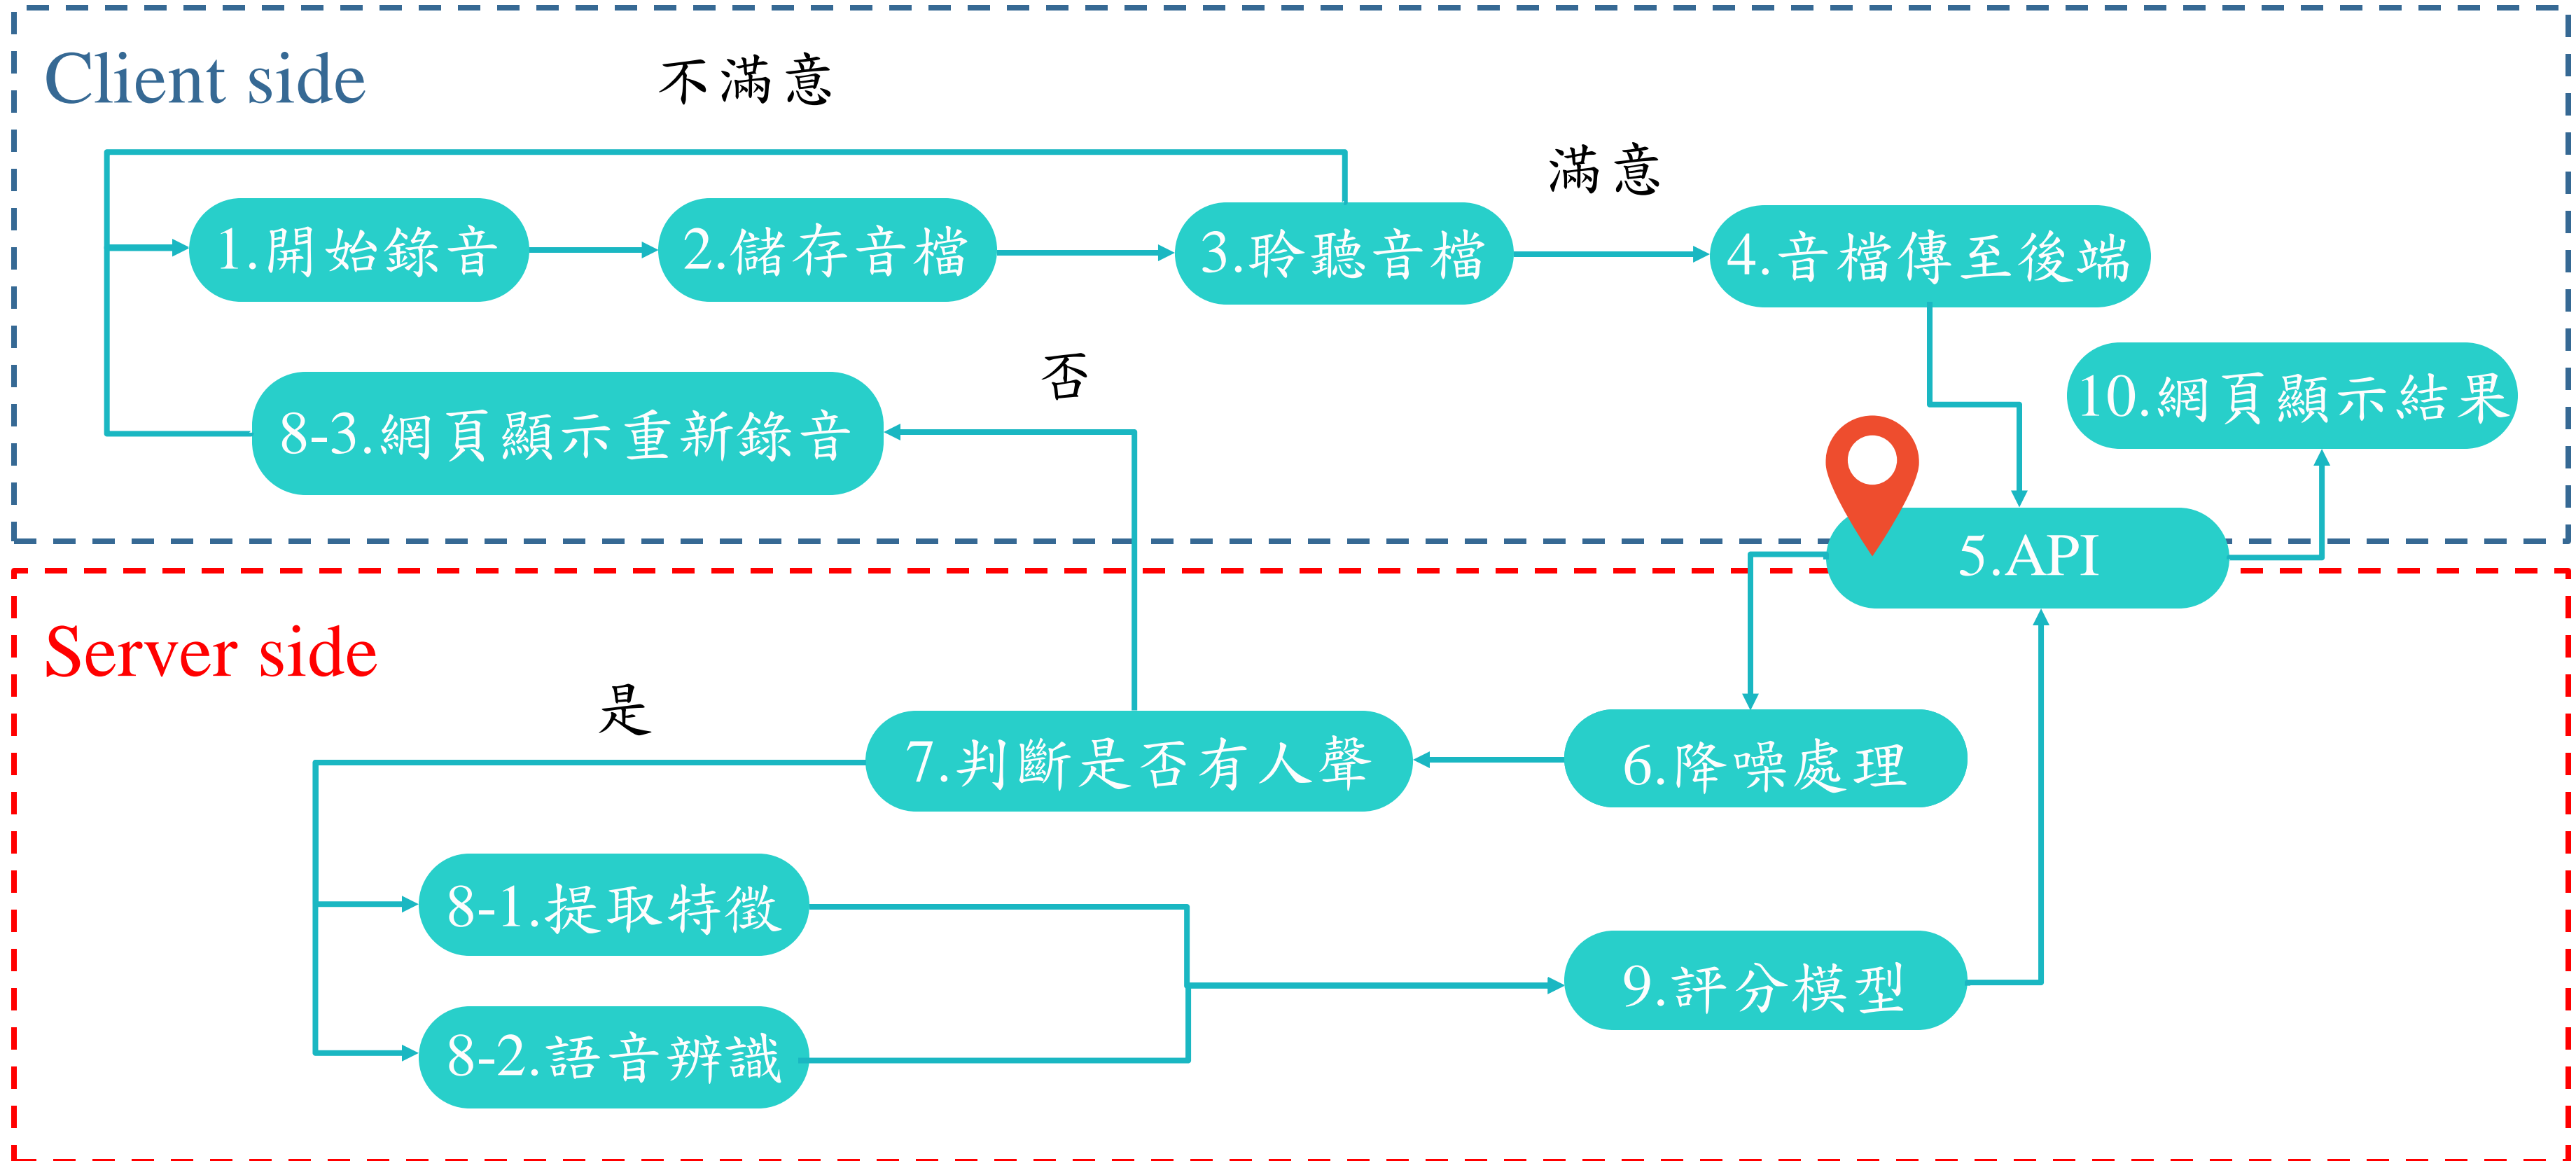 Client side
不滿意
滿意
1.開始錄音
2.儲存音檔
3.聆聽音檔
4.音檔傳至後端
否
10.網頁顯示結果
8-3.網頁顯示重新錄音
5.API
Server side
是
7.判斷是否有人聲
6.降噪處理
8-1.提取特徵
9.評分模型
8-2.語音辨識